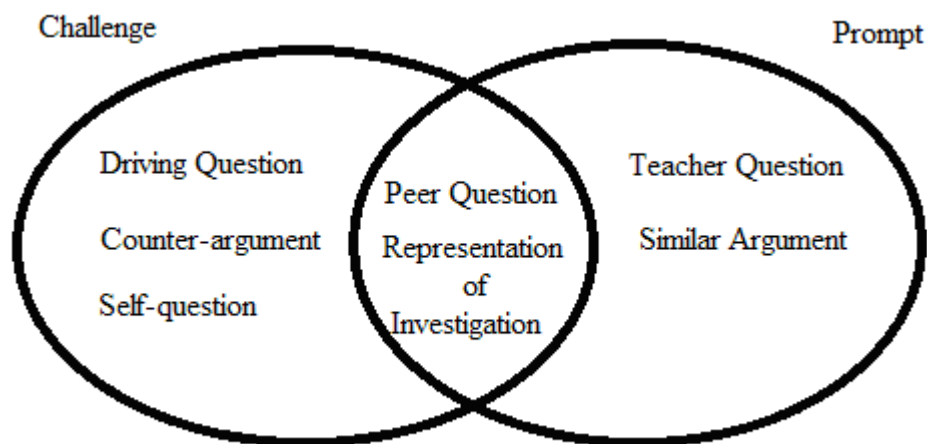 Challenge
Prompt
Driving Question
Counter-argument
Self-question
Peer Question
Representation
of
Investigation
Teacher Question
Similar Argument